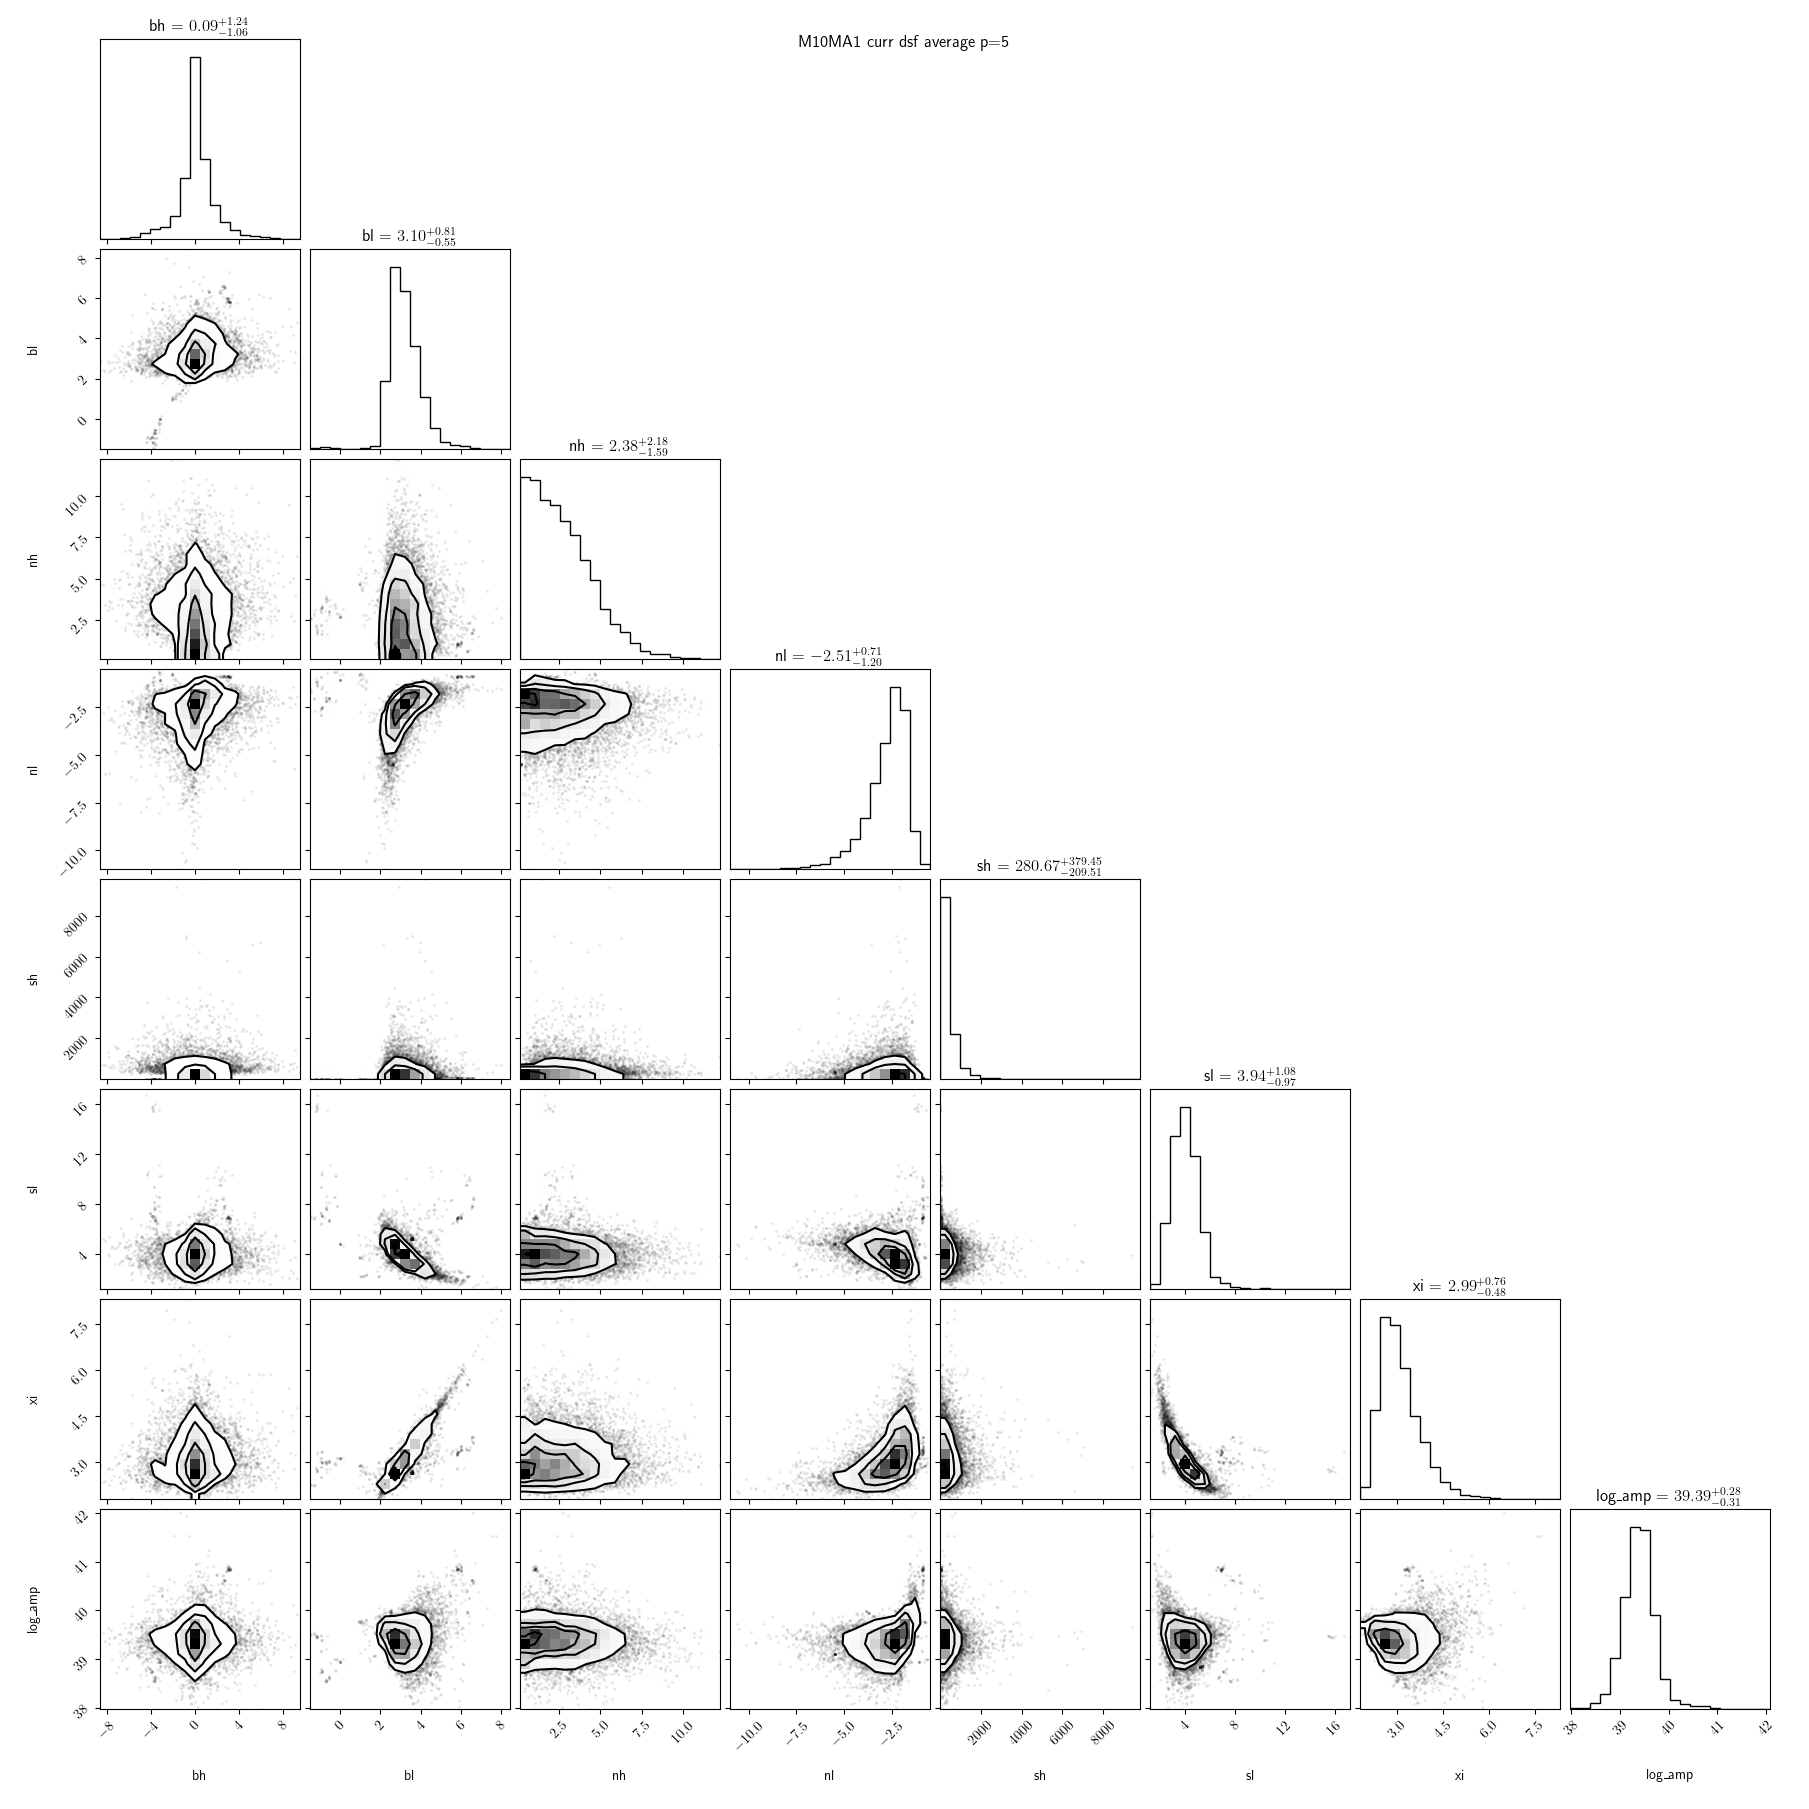 M10MA1 curr dsf average p=5
bh = 0.09^{+1.24}_{-1.06}
bl = 3.10^{+0.81}_{-0.55}
bl
8
6
4
2
0
nh = 2.38^{+2.18}_{-1.59}
nh
10.0
7.5
5.0
2.5
nl = −2.51^{+0.71}_{-1.20}
nl
−2.5
−5.0
−7.5
−10.0
sh = 280.67^{+379.45}_{-209.51}
sh
8000
6000
4000
2000
sl = 3.94^{+1.08}_{-0.97}
sl
16
12
8
4
xi = 2.99^{+0.76}_{-0.48}
xi
7.5
6.0
4.5
3.0
log_amp = 39.39^{+0.28}_{-0.31}
log_amp
42
41
40
39
38
−8 −4 0 4 8
0 2 4 6 8
2.5 5.0 7.5 10.0
−10.0 −7.5 −5.0 −2.5
2000 4000 6000 8000
4 8 12 16
3.0 4.5 6.0 7.5
38 39 40 41 42
bh bl nh nl sh sl xi log_amp